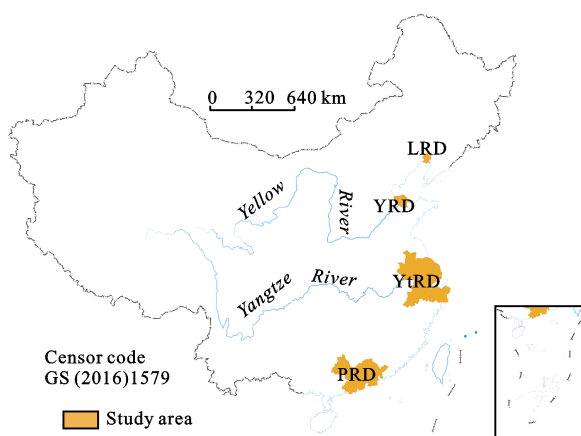 0 320 640 km
LRD
Yellow
River
YRD
Yangtze
River
YtRD
Censor code
GS (2016)1579
PRD
Study area